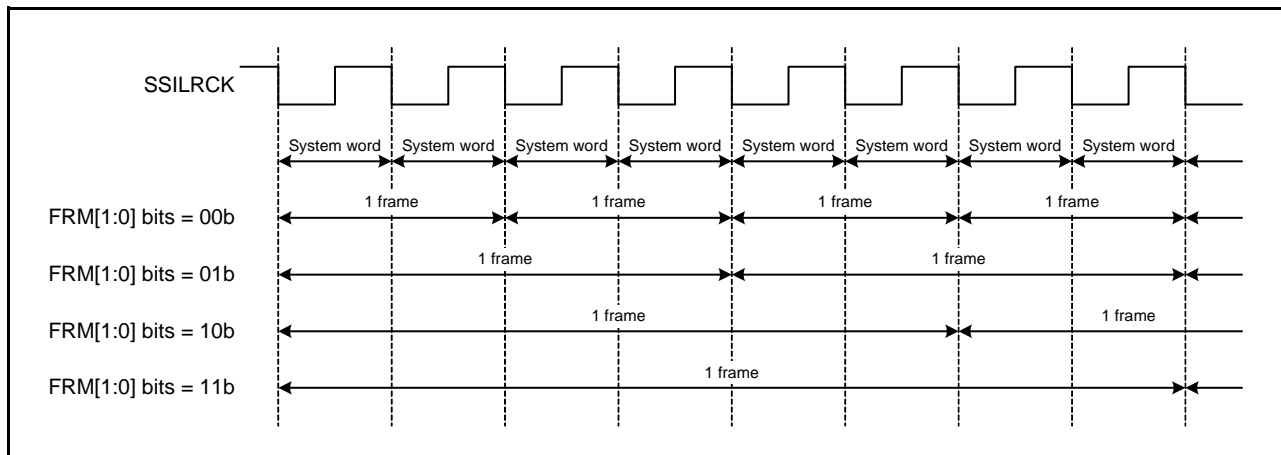 SSILRCK
System word System word System word System word System word System word System word System word
FRM[1:0] bits = 00b 1 frame 1 frame 1 frame 1 frame
FRM[1:0] bits = 01b 1 frame 1 frame
FRM[1:0] bits = 10b 1 frame 1 frame
FRM[1:0] bits = 11b 1 frame